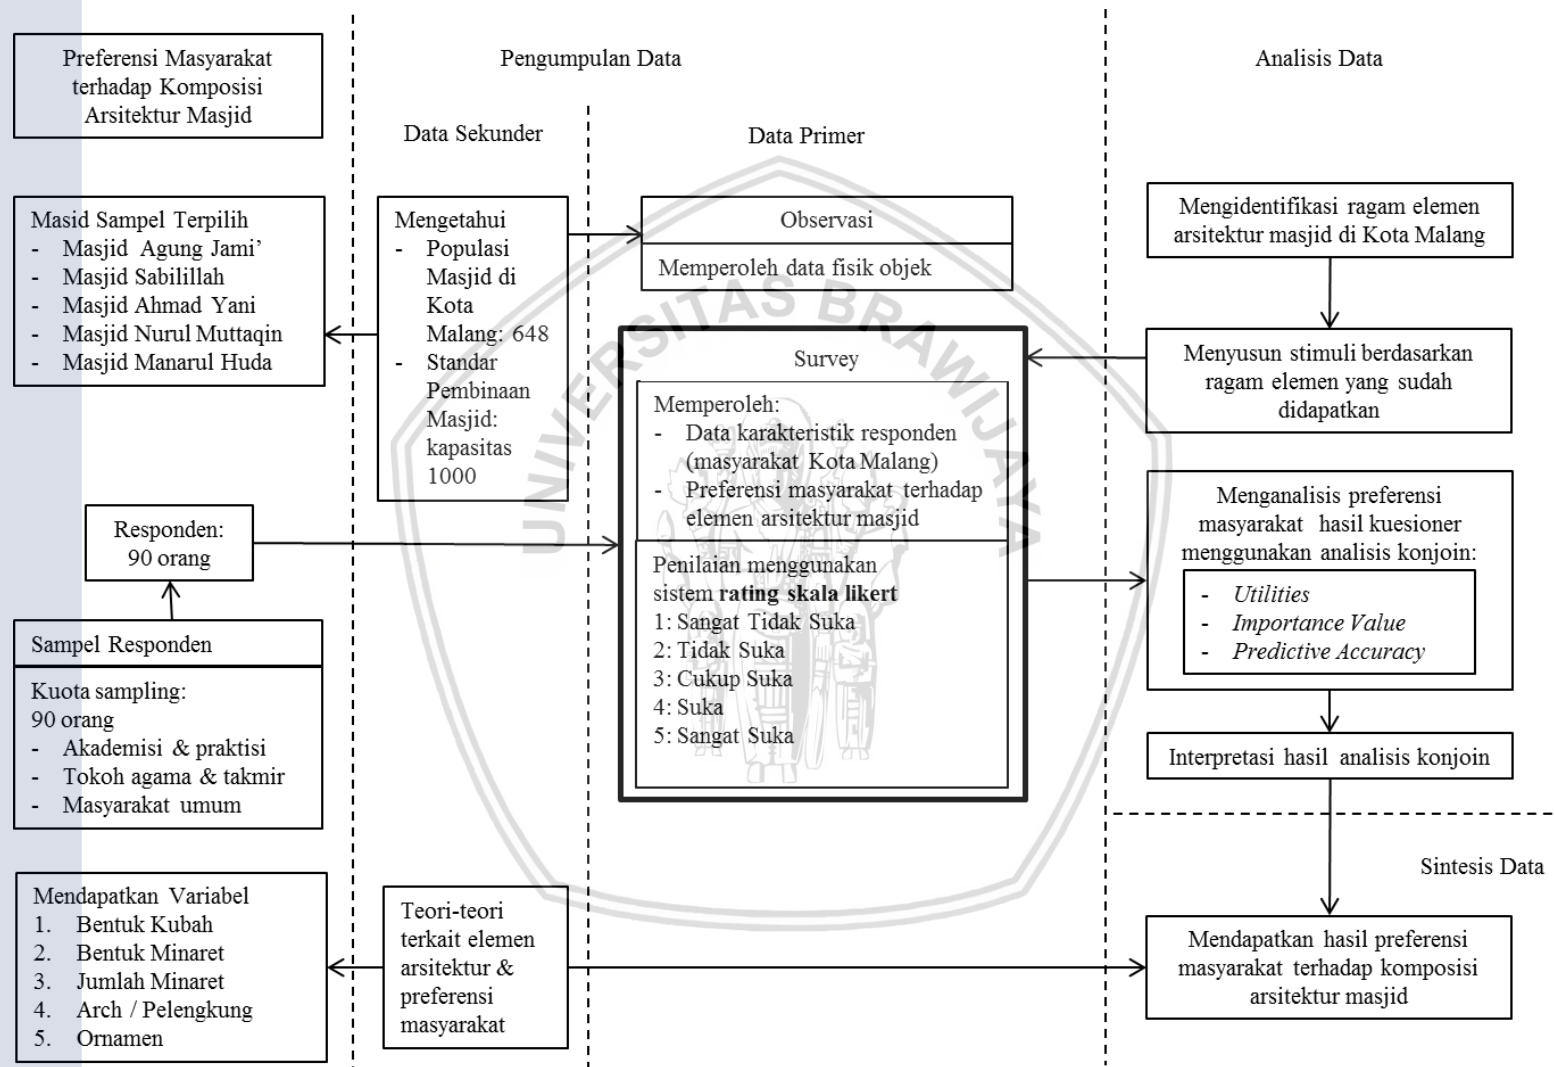 Preferensi Masyarakat
terhadap Komposisi
Arsitektur Masjid
Pengumpulan Data
Analisis Data
Data Sekunder
Data Primer
Masid Sampel Terpilih
- Masjid Agung Jami’
- Masjid Sabilillah
- Masjid Ahmad Yani
- Masjid Nurul Muttaqin
- Masjid Manarul Huda
Mengetahui
- Populasi
Masjid di
Kota
Malang: 648
- Standar
Pembinaan
Masjid:
kapasitas
1000
Observasi
Memperoleh data fisik objek
Mengidentifikasi ragam elemen
arsitektur masjid di Kota Malang
Menyusun stimuli berdasarkan
ragam elemen yang sudah
didapatkan
Survey
Memperoleh:
- Data karakteristik responden
(masyarakat Kota Malang)
- Preferensi masyarakat terhadap
elemen arsitektur masjid
Penilaian menggunakan
sistem rating skala likert
1: Sangat Tidak Suka
2: Tidak Suka
3: Cukup Suka
4: Suka
5: Sangat Suka
Menganalisis preferensi
masyarakat hasil kuesioner
menggunakan analisis konjoin:
- Utilities
- Importance Value
- Predictive Accuracy
Responden:
90 orang
Sampel Responden
Kuota sampling:
90 orang
- Akademisi & praktisi
- Tokoh agama & takmir
- Masyarakat umum
Interpretasi hasil analisis konjoin
Sintesis Data
Mendapatkan Variabel
1. Bentuk Kubah
2. Bentuk Minaret
3. Jumlah Minaret
4. Arch / Pelengkung
5. Ornamen
Teori-teori
terkait elemen
arsitektur &
preferensi
masyarakat
Mendapatkan hasil preferensi
masyarakat terhadap komposisi
arsitektur masjid
UNIVERSITAS BRAWIJAYA